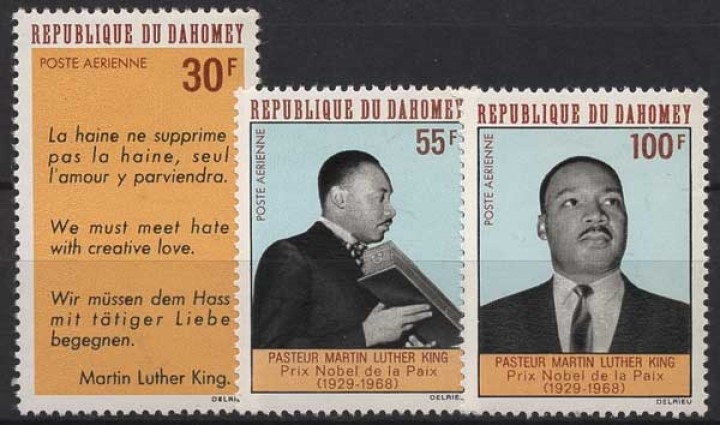 REPUBLIQUE DU DAHOMEY
POSTE AERIENNE
30F
La haine ne supprime
pas la haine, seul
l'amour y parviendra.
We must meet hate
with creative love.
Wir müssen dem Hass
mit tätiger Liebe
begegnen.
Martin Luther King.
DELRIEU
REPUBLIQUE DU DAHOMEY
55F
POSTE AERIENNE
PASTEUR MARTIN LUTHER KING
Prix Nobel de la Paix
(1929-1968)
DELRIEU
REPUBLIQUE DU DAHOMEY
100F
POSTE AERIENNE
PASTEUR MARTIN LUTHER KING
Prix Nobel de la Paix
(1929-1968)
DELRIEU